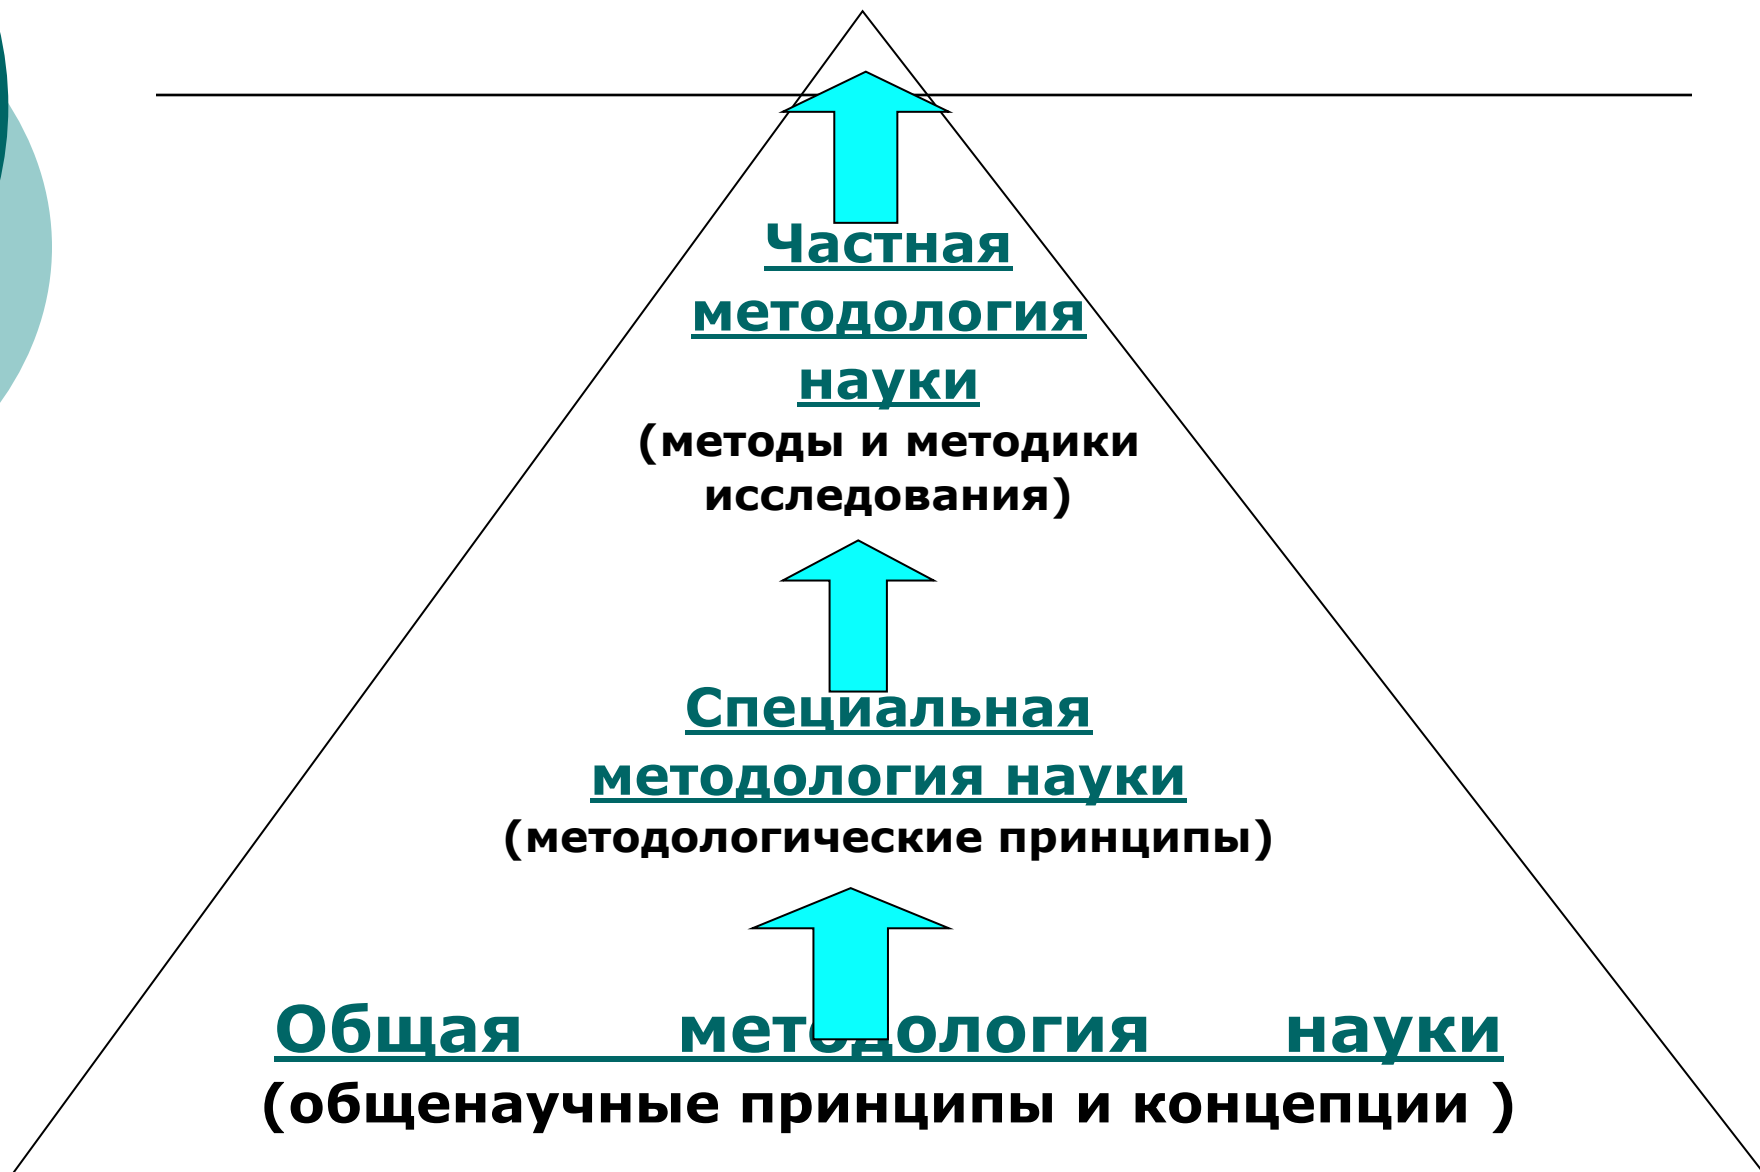 Частная
методология
науки
(методы и методики
исследования)
Специальная
методология науки
(методологические принципы)
Общая методология науки
(общенаучные принципы и концепции )